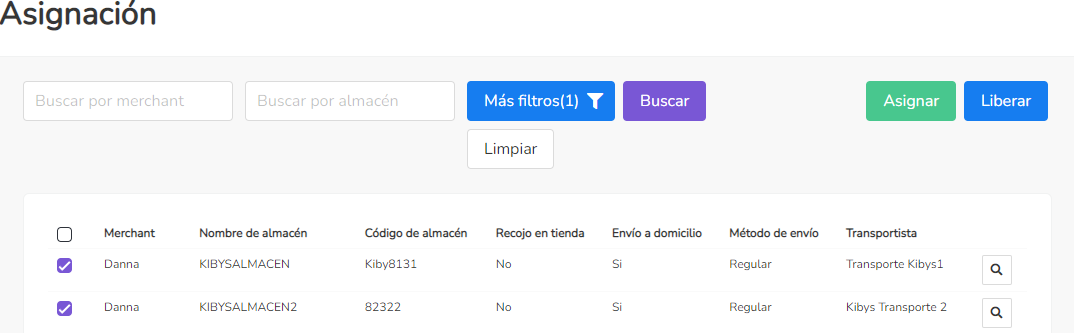 Asignación
Buscar por merchant Buscar por almacén Más filtros(1) Buscar Asignar Liberar
Limpiar
Merchant Nombre de almacén Código de almacén Recojo en tienda Envío a domicilio Método de envío Transportista
Danna KIBYSALMACEN Kiby8131 No Si Regular Transporte Kibys1
Danna KIBYSALMACEN2 82322 No Si Regular Kibys Transporte 2